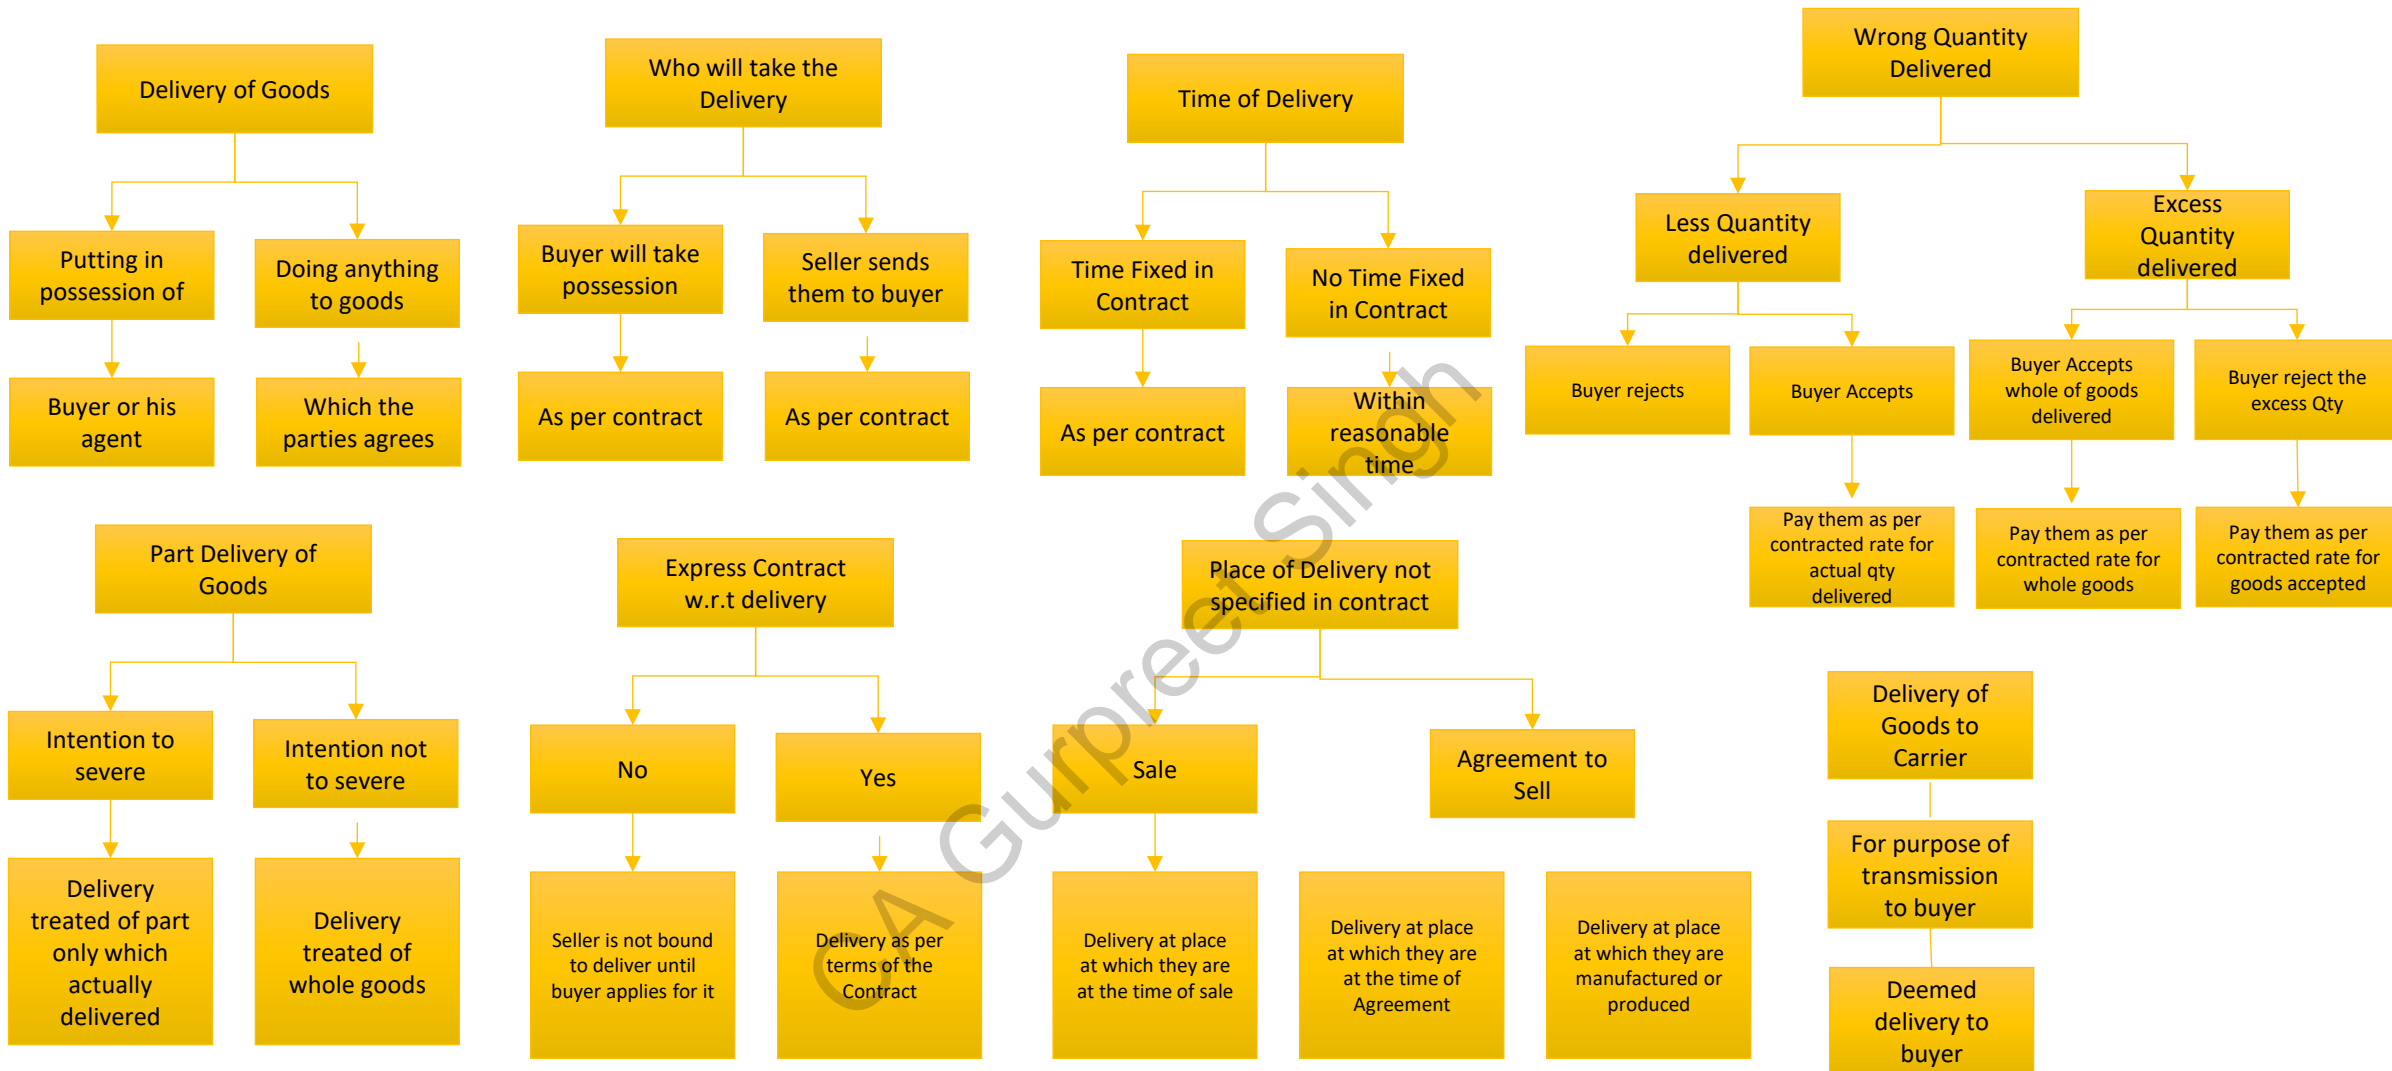 Delivery of Goods
Putting in
possession of
Doing anything
to goods
Buyer or his
agent
Which the
parties agrees
Who will take the
Delivery
Buyer will take
possession
Seller sends
them to buyer
As per contract
As per contract
Time of Delivery
Time Fixed in
Contract
No Time Fixed
in Contract
As per contract
Within
reasonable
time
Wrong Quantity
Delivered
Less Quantity
delivered
Excess
Quantity
delivered
Buyer rejects
Buyer Accepts
Buyer Accepts
whole of goods
delivered
Buyer reject the
excess Qty
Pay them as per
contracted rate for
actual qty
delivered
Pay them as per
contracted rate for
whole goods
Pay them as per
contracted rate for
goods accepted
Part Delivery of
Goods
Intention to
severe
Intention not
to severe
Delivery
treated of part
only which
actually
delivered
Delivery
treated of
whole goods
Express Contract
w.r.t delivery
No
Yes
Seller is not bound
to deliver until
buyer applies for it
Delivery as per
terms of the
Contract
Place of Delivery not
specified in contract
Sale
Agreement to
Sell
Delivery at place
at which they are
at the time of sale
Delivery at place
at which they are
at the time of
Agreement
Delivery at place
at which they are
manufactured or
produced
Delivery of
Goods to
Carrier
For purpose of
transmission
to buyer
Deemed
delivery to
buyer
CA Gurpreet Singh